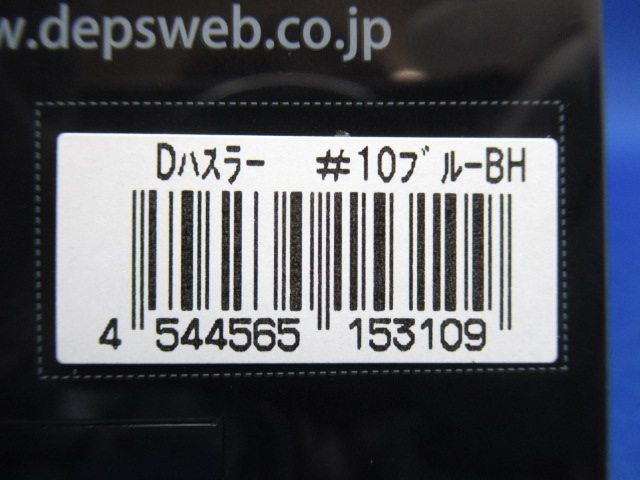 w.depsweb.co.jp
Dﾊｽﾗｰ #10ﾌﾞﾙｰBH
4 544565 153109